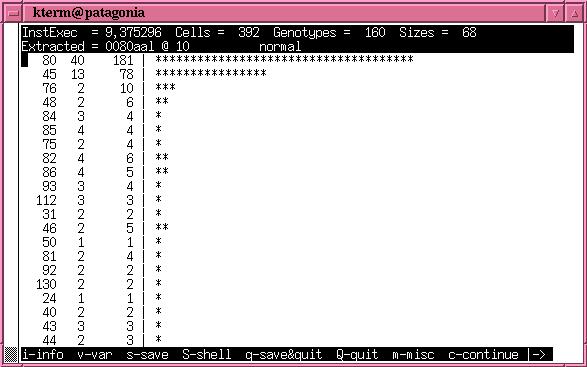 kterm@patagonia
InstExec = 9,375296 Cells = 392 Genotypes = 160 Sizes = 68
Extracted = 0080aal @ 10 normal
80 40 181 | *************************************
45 13 78 | ****************
76 2 10 | ***
48 2 6 | **
84 3 4 | *
85 4 4 | *
75 2 4 | *
82 4 6 | **
86 4 5 | **
93 3 4 | *
112 3 3 | *
31 2 2 | *
46 2 5 | **
50 1 1 | *
81 2 4 | *
92 2 2 | *
130 2 2 | *
24 1 1 | *
40 2 2 | *
43 3 3 | *
44 2 3 | *
i-info v-var s-save S-shell q-save&quit Q-quit m-misc c-continue |->